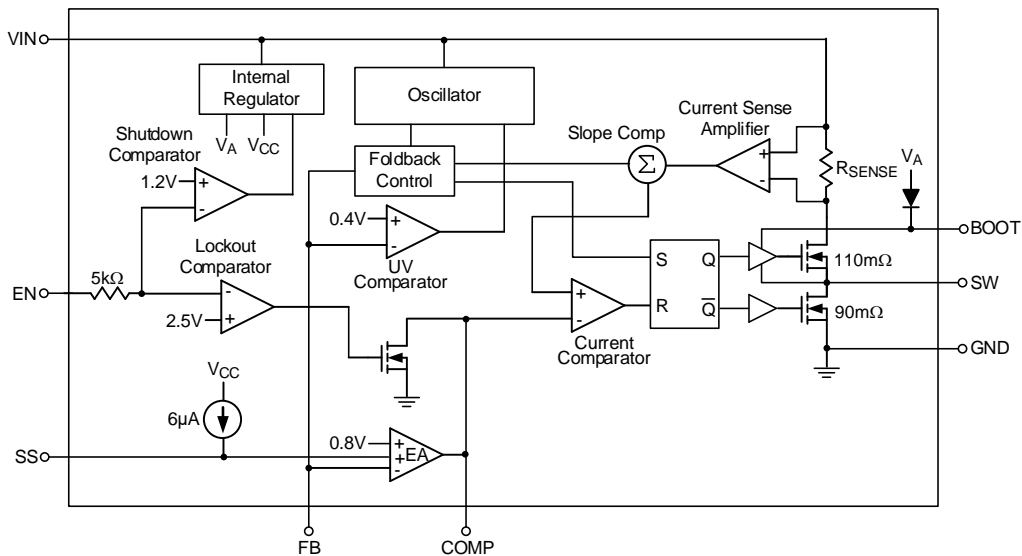 VIN
Internal
Regulator
Oscillator
Shutdown
Comparator
VA VCC
1.2V
+
-
Foldback
Control
Slope Comp
Σ
Current Sense
Amplifier
+
-
RSENSE
VA
BOOT
0.4V
+
-
UV
Comparator
Lockout
Comparator
5kΩ
EN
-
+
2.5V
S Q
R Q̅
110mΩ
SW
90mΩ
+
-
Current
Comparator
GND
VCC
6µA
0.8V
+
+
-
EA
SS
FB
COMP